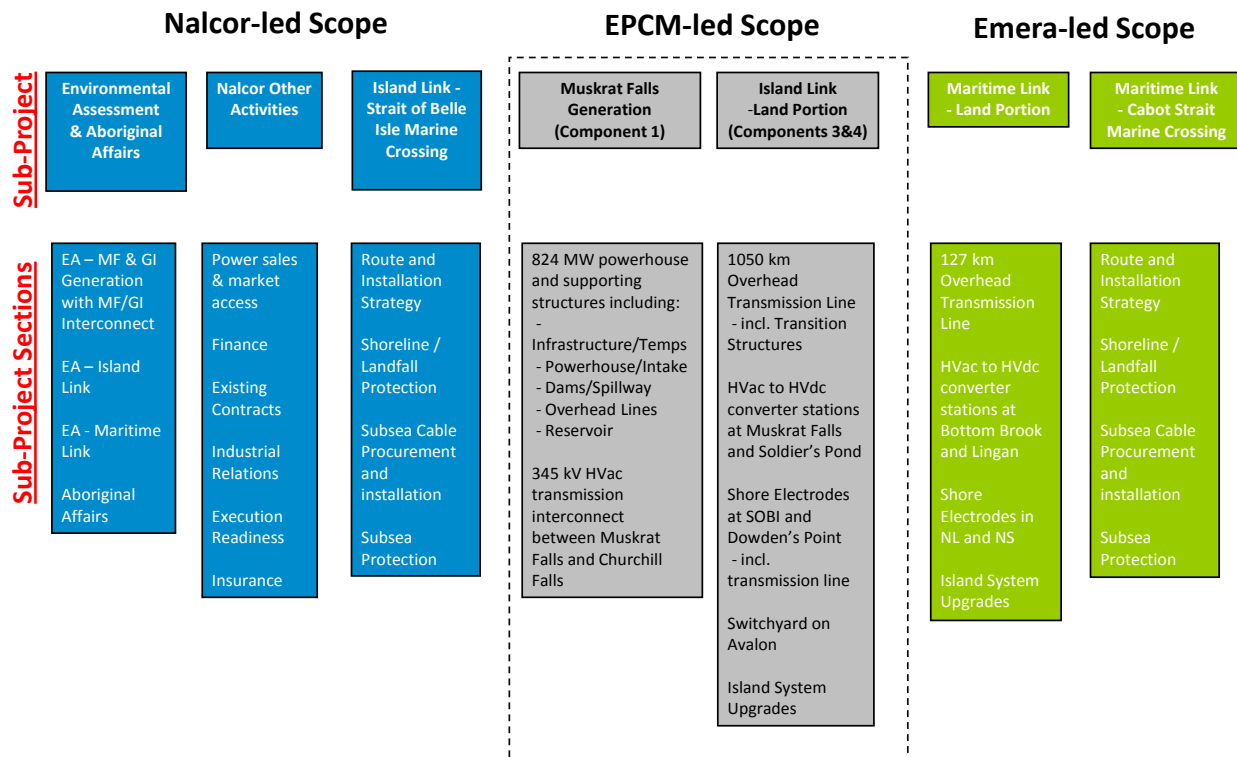 Nalcor-led Scope
EPCM-led Scope
Emera-led Scope
Sub-Project
Environmental
Assessment
& Aboriginal
Affairs
Nalcor Other
Activities
Island Link -
Strait of Belle
Isle Marine
Crossing
Muskrat Falls
Generation
(Component 1)
Island Link
-Land Portion
(Components 3&4)
Maritime Link
- Land Portion
Maritime Link
- Cabot Strait
Marine Crossing
Sub-Project Sections
EA – MF & GI
Generation
with MF/GI
Interconnect
EA – Island
Link
EA - Maritime
Link
Aboriginal
Affairs
Power sales
& market
access
Finance
Existing
Contracts
Industrial
Relations
Execution
Readiness
Insurance
Route and
Installation
Strategy
Shoreline /
Landfall
Protection
Subsea Cable
Procurement
and
installation
Subsea
Protection
824 MW powerhouse
and supporting
structures including:
-
Infrastructure/Temps
- Powerhouse/Intake
- Dams/Spillway
- Overhead Lines
- Reservoir
345 kV HVac
transmission
interconnect
between Muskrat
Falls and Churchill
Falls
1050 km
Overhead
Transmission Line
- incl. Transition
Structures
HVac to HVdc
converter stations
at Muskrat Falls
and Soldier’s Pond
Shore Electrodes
at SOBI and
Dowden’s Point
- incl.
transmission line
Switchyard on
Avalon
Island System
Upgrades
127 km
Overhead
Transmission
Line
HVac to HVdc
converter
stations at
Bottom Brook
and Lingan
Shore
Electrodes in
NL and NS
Island System
Upgrades
Route and
Installation
Strategy
Shoreline /
Landfall
Protection
Subsea Cable
Procurement
and
installation
Subsea
Protection